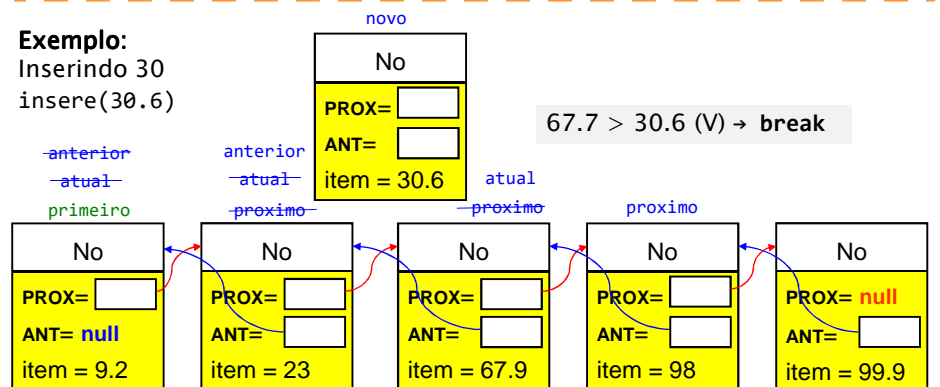 novo
Exemplo:
Inserindo 30
insere(30.6)
No
PROX=
ANT=
item = 30.6
67.7 > 30.6 (V) → break
anterior
atual
primeiro
anterior
atual
proximo
atual
proximo
proximo
No
PROX=
ANT= null
item = 9.2
No
PROX=
ANT=
item = 23
No
PROX=
ANT=
item = 67.9
No
PROX=
ANT=
item = 98
No
PROX= null
ANT=
item = 99.9